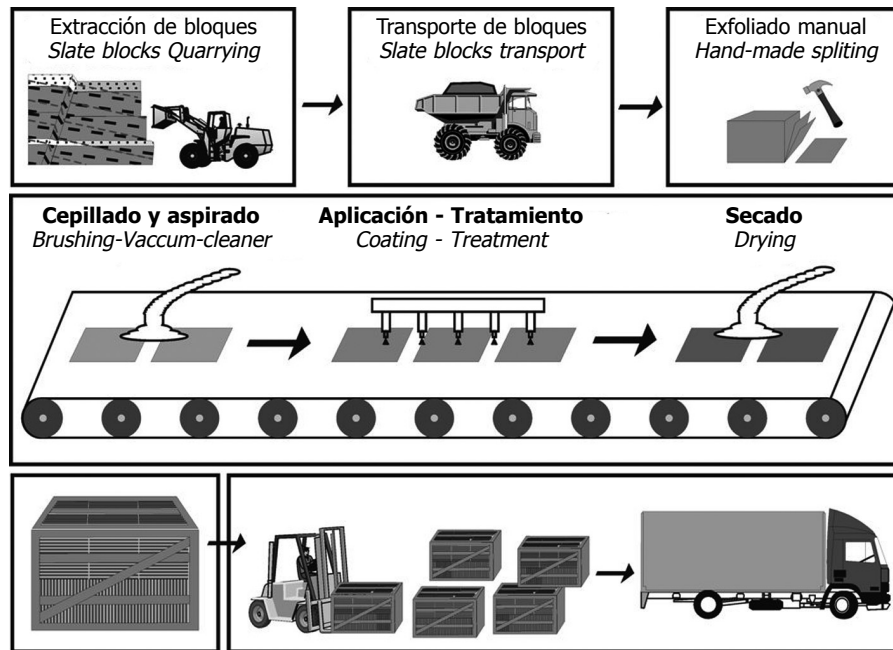 Extracción de bloques
Slate blocks Quarrying
Transporte de bloques
Slate blocks transport
Exfoliado manual
Hand-made spliting
Cepillado y aspirado
Brushing-Vaccum-cleaner
Aplicación - Tratamiento
Coating - Treatment
Secado
Drying